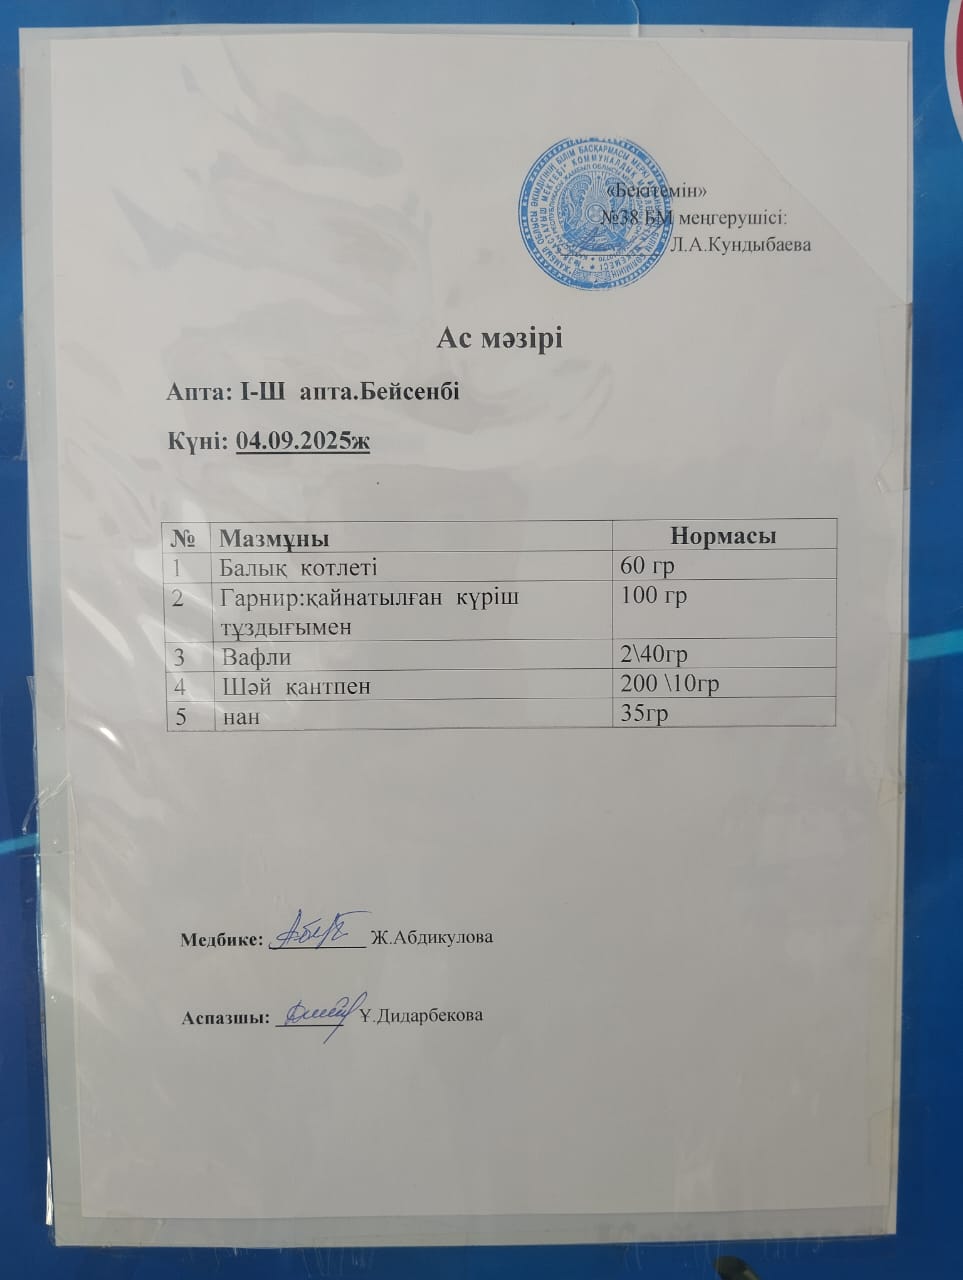 «Бекітемін»
№38 БМ меңгерушісі:
Л.А.Кундыбаева
Ас мәзірі
Апта: І-Ш апта.Бейсенбі
Күні: 04.09.2025ж
№ Мазмұны Нормасы
1 Балық котлеті 60 гр
2 Гарнир:қайнатылған күріш 100 гр
тұздығымен
3 Вафли 2\40гр
4 Шәй қантпен 200 \10гр
5 нан 35гр
Медбике: Ж.Абдикулова
Аспазшы: Ұ.Дидарбекова